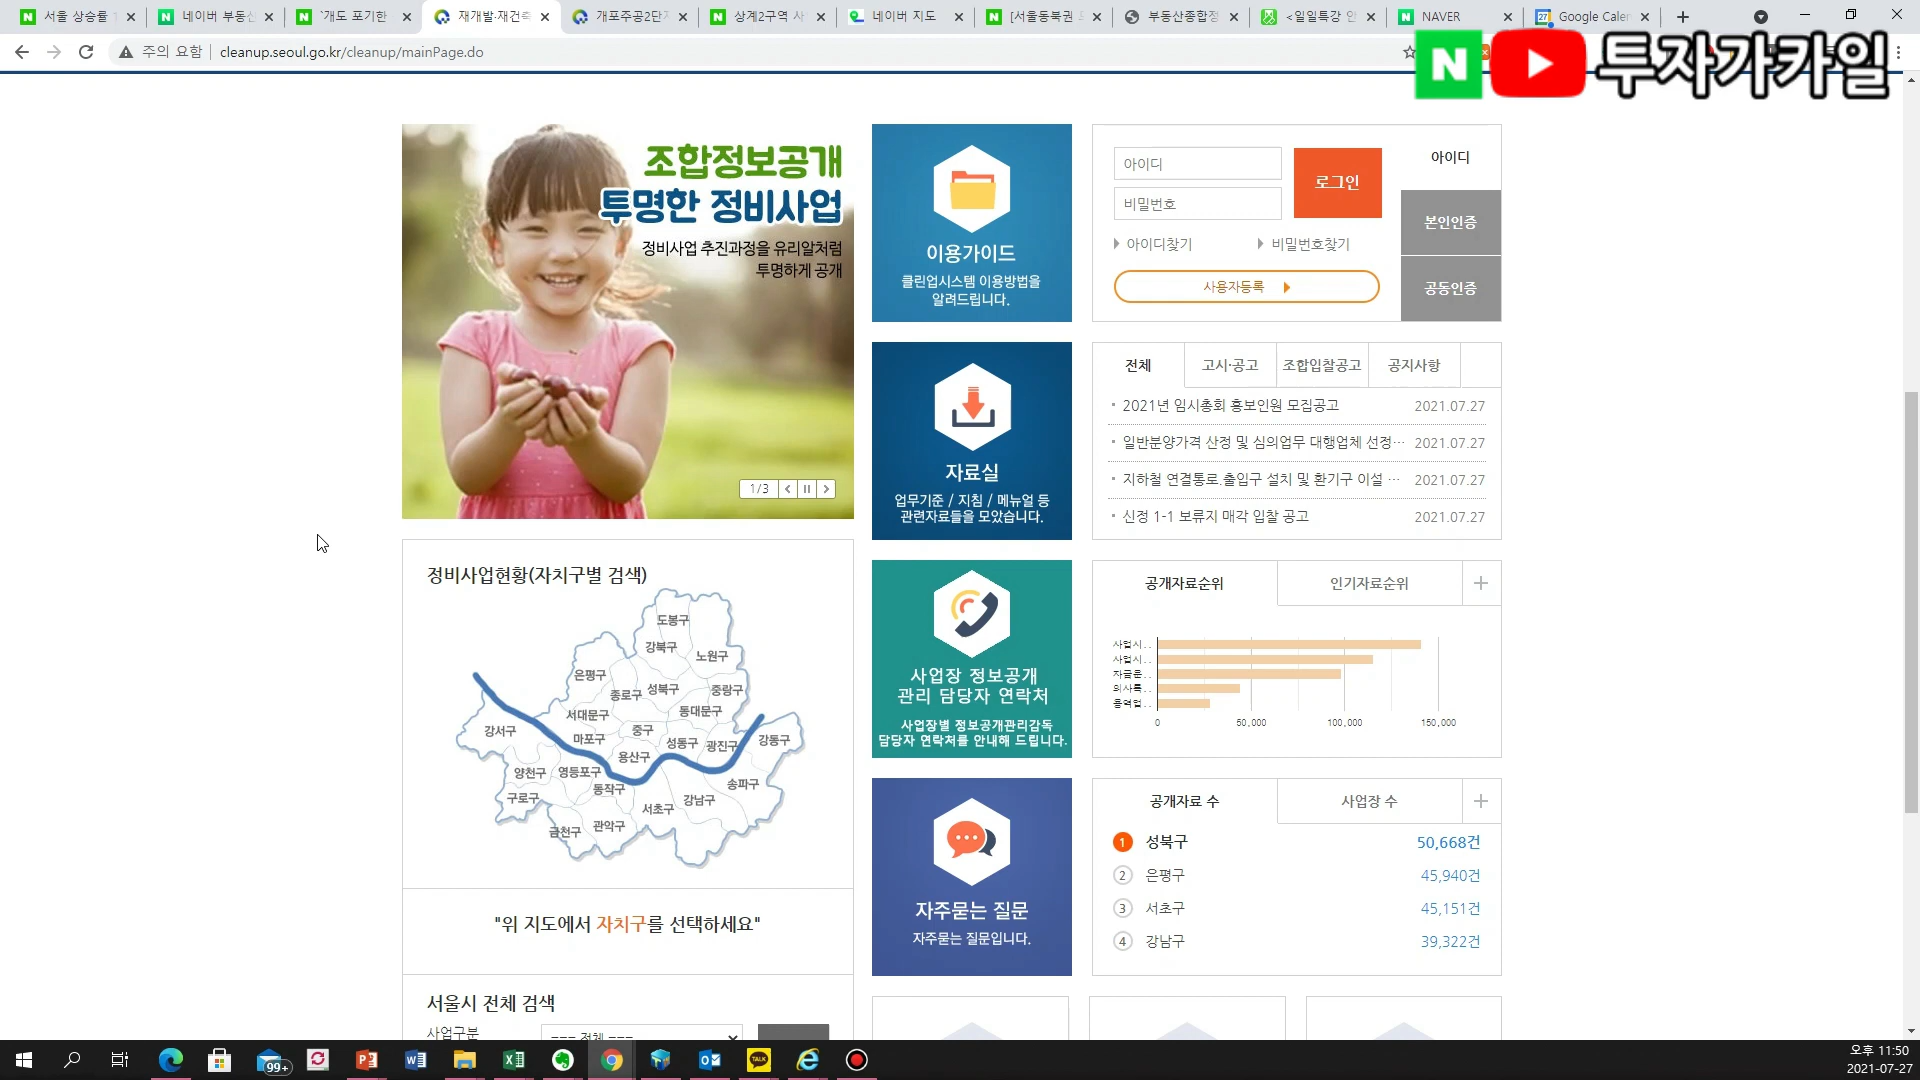 서울 상승률 1
네이버 부동산
`개도 포기한
재개발·재건축
개포주공2단지
상계2구역 사
네이버 지도
[서울동북권
부동산종합정
<일일특강 안
NAVER
Google Caler
주의 요함
cleanup.seoul.go.kr/cleanup/mainPage.do
투자가카일
조합정보공개
투명한 정비사업
정비사업 추진과정을 유리알처럼
투명하게 공개
1/3
이용가이드
클린업시스템 이용방법을
알려드립니다.
아이디
비밀번호
로그인
아이디찾기
비밀번호찾기
사용자등록
아이디
본인인증
공동인증
자료실
업무기준 / 지침 / 메뉴얼 등
관련자료들을 모았습니다.
전체
고시·공고
조합입찰공고
공지사항
2021년 임시총회 홍보인원 모집공고 2021.07.27
일반분양가격 산정 및 심의업무 대행업체 선정… 2021.07.27
지하철 연결통로.출입구 설치 및 환기구 이설 … 2021.07.27
신정 1-1 보류지 매각 입찰 공고 2021.07.27
정비사업현황(자치구별 검색)
도봉구
강북구
노원구
은평구
종로구
성북구
중랑구
서대문구
동대문구
강서구
마포구
중구
성동구
광진구
강동구
용산구
양천구
영등포구
동작구
송파구
구로구
서초구
강남구
금천구
관악구
"위 지도에서 자치구를 선택하세요"
서울시 전체 검색
사업구분
=== 전체 ===
사업장 정보공개
관리 담당자 연락처
사업장별 정보공개관리감독
담당자 연락처를 안내해 드립니다.
공개자료순위
인기자료순위
사업시..
사업시..
자금운..
의사록..
용역업..
0
50,000
100,000
150,000
자주묻는 질문
자주묻는 질문입니다.
공개자료 수
사업장 수
1 성북구 50,668건
2 은평구 45,940건
3 서초구 45,151건
4 강남구 39,322건
99+
TALK
오후 11:50
2021-07-27